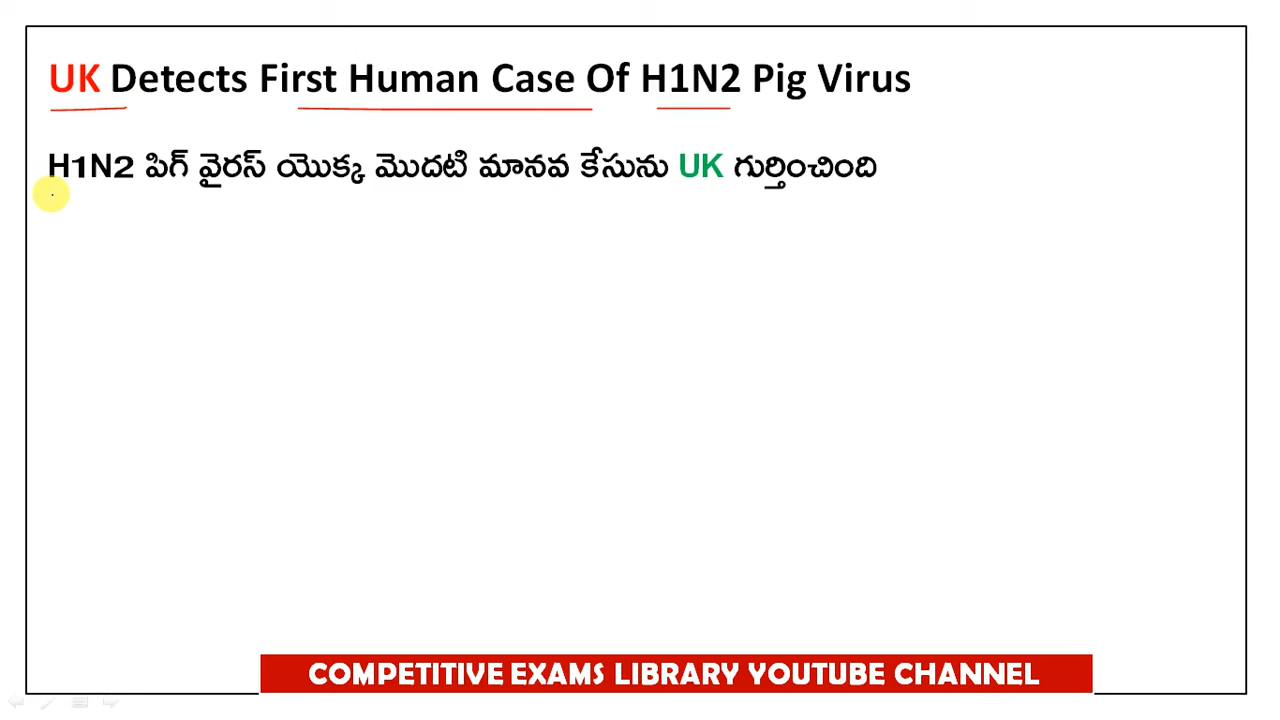 UK Detects First Human Case Of H1N2 Pig Virus
H1N2 పిగ్ వైరస్ యొక్క మొదటి మానవ కేసును UK గుర్తించింది
COMPETITIVE EXAMS LIBRARY YOUTUBE CHANNEL